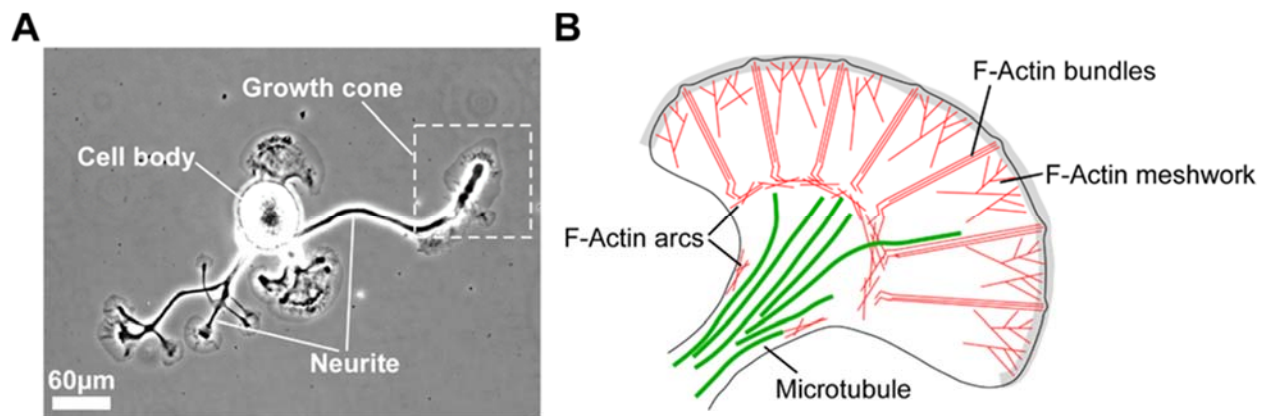 A
Growth cone
Cell body
Neurite
60μm
B
F-Actin bundles
F-Actin meshwork
F-Actin arcs
Microtubule